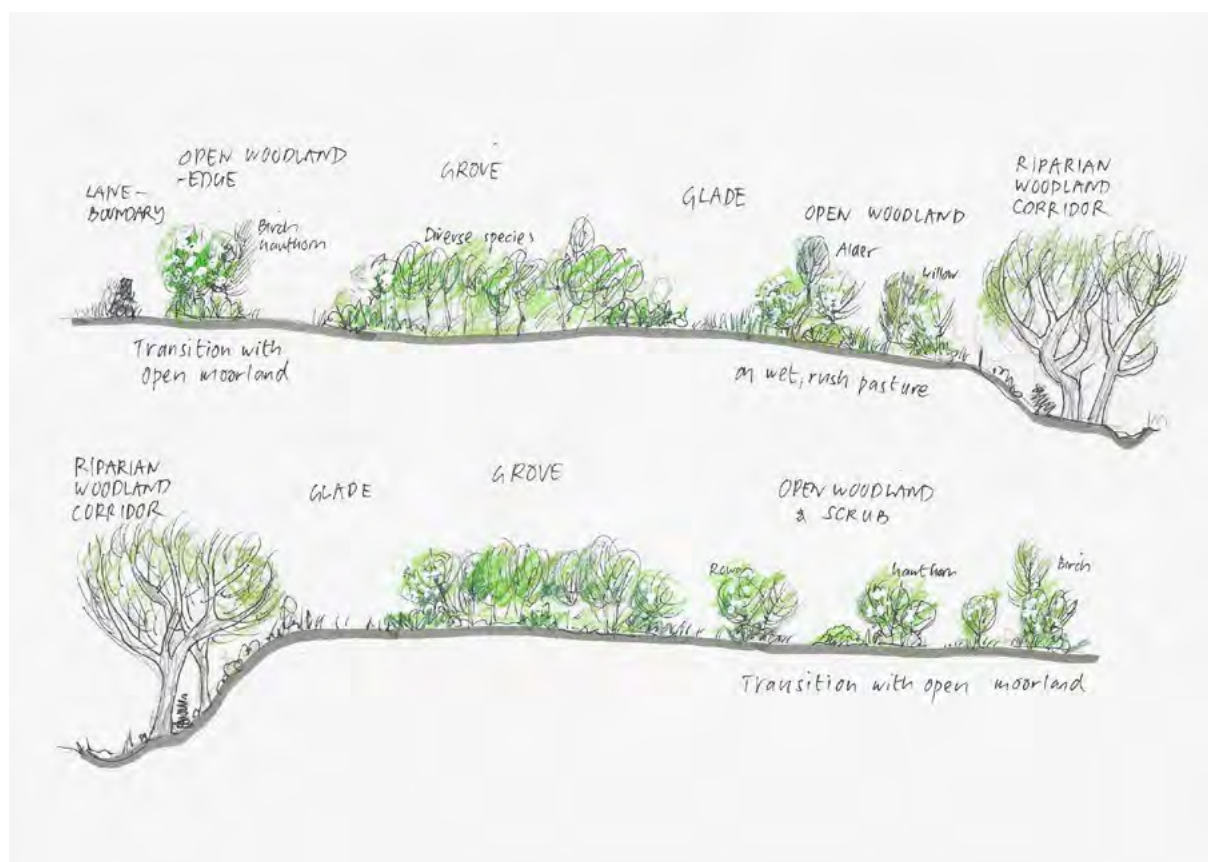 OPEN WOODLAND
-EDGE
GROVE
RIPARIAN
WOODLAND
CORRIDOR
LANE-
BOUNDARY
GLADE
OPEN WOODLAND
Birch
hawthorn
Diverse species
Alder
Willow
Transition with
open moorland
on wet, rush pasture
RIPARIAN
WOODLAND
CORRIDOR
GLADE
GROVE
OPEN WOODLAND
& SCRUB
Rowan
hawthorn
Birch
Transition with open moorland